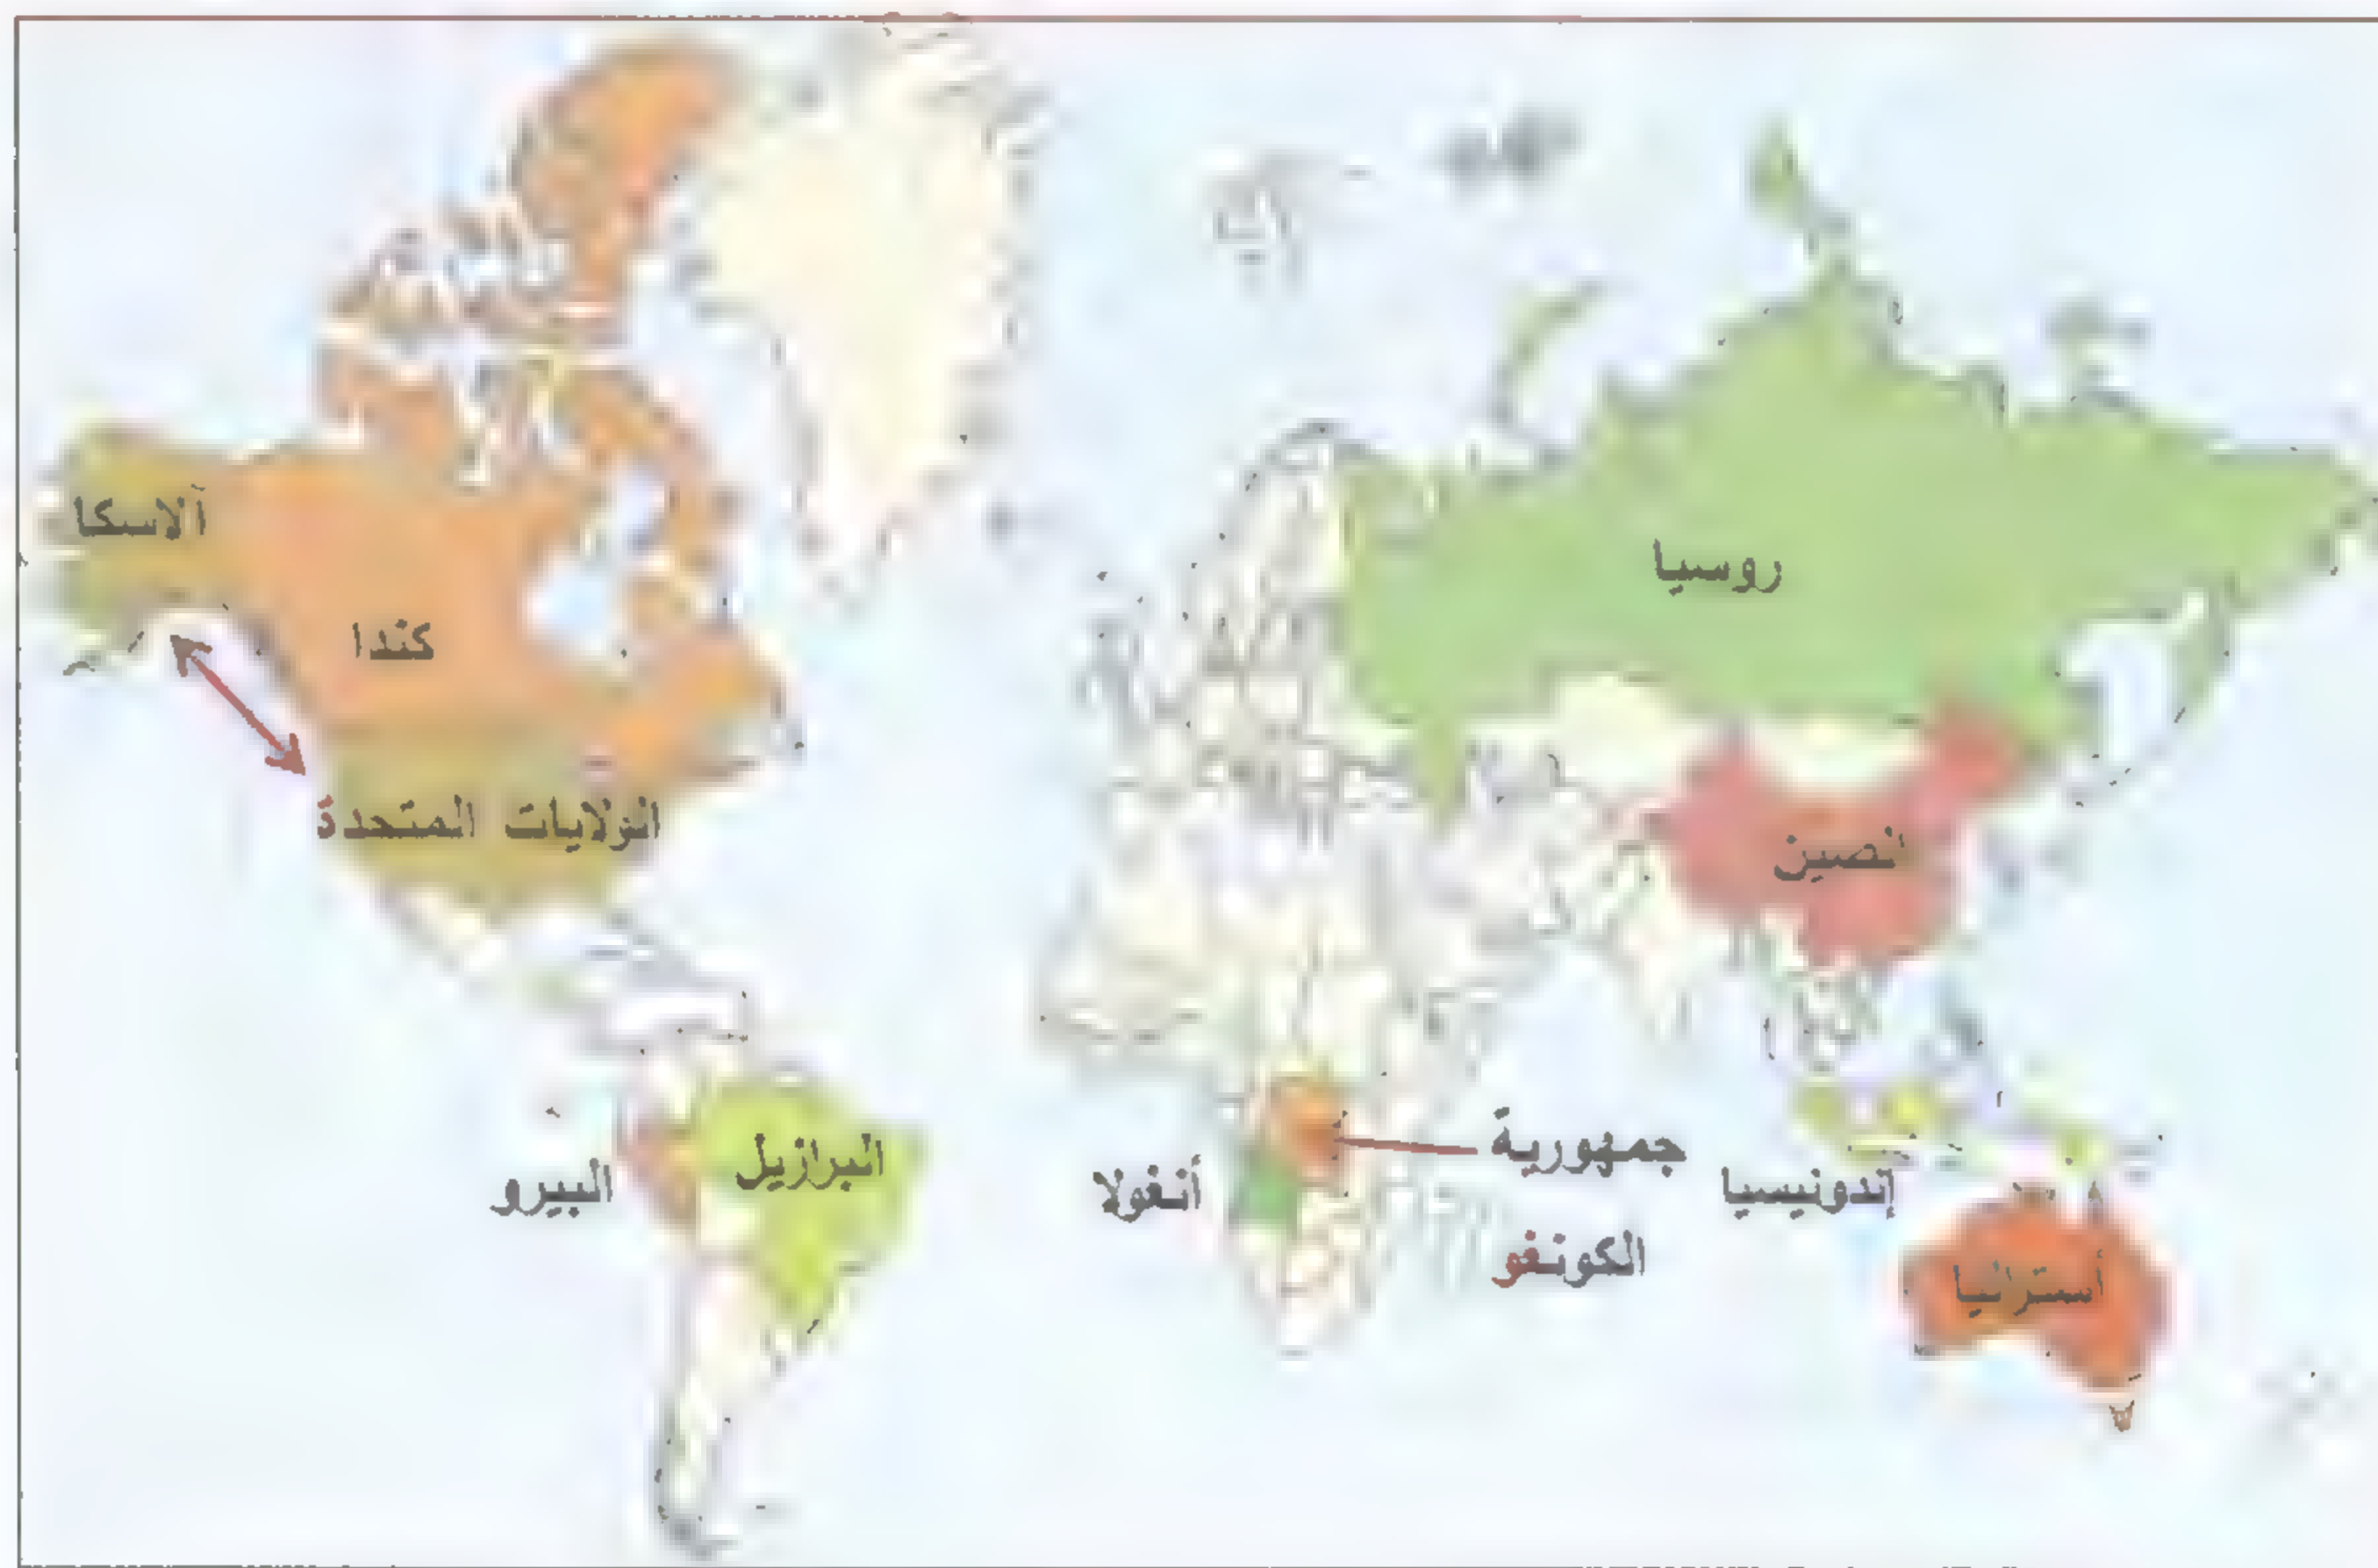 آلاسكا
كندا
روسيا
الولايات المتحدة
الصين
البرازيل
البيرو
أنغولا
جمهورية
الكونغو
إندونيسيا
أستراليا